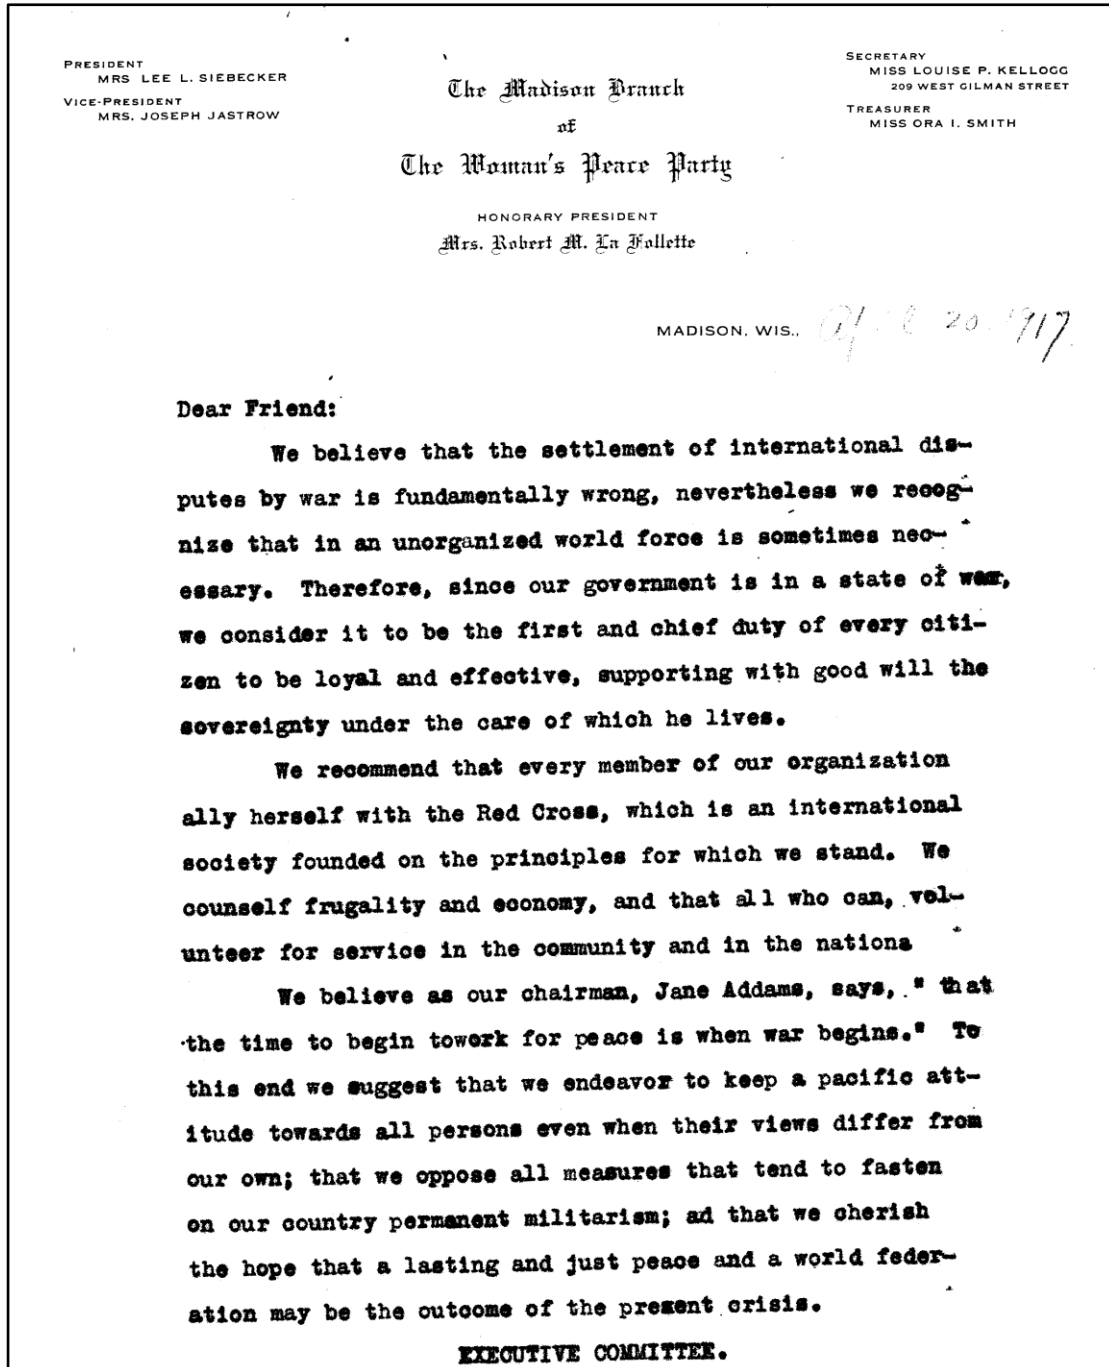 PRESIDENT
MRS LEE L. SIEBECKER
VICE-PRESIDENT
MRS. JOSEPH JASTROW
The Madison Branch
of
The Woman's Peace Party
HONORARY PRESIDENT
Mrs. Robert M. La Follette
SECRETARY
MISS LOUISE P. KELLOGG
209 WEST GILMAN STREET
TREASURER
MISS ORA I. SMITH
MADISON, WIS., April 20 1917
Dear Friend:
We believe that the settlement of international dis-
putes by war is fundamentally wrong, nevertheless we recog-
nize that in an unorganized world force is sometimes nec-
essary. Therefore, since our government is in a state of war,
we consider it to be the first and chief duty of every citi-
zen to be loyal and effective, supporting with good will the
sovereignty under the care of which he lives.
We recommend that every member of our organization
ally herself with the Red Cross, which is an international
society founded on the principles for which we stand. We
counself frugality and economy, and that all who can, vol-
unteer for service in the community and in the nationa
We believe as our chairman, Jane Addams, says, " that
the time to begin towork for peace is when war begins." To
this end we suggest that we endeavor to keep a pacific att-
itude towards all persons even when their views differ from
our own; that we oppose all measures that tend to fasten
on our country permanent militarism; ad that we cherish
the hope that a lasting and just peace and a world feder-
ation may be the outcome of the present crisis.
EXECUTIVE COMMITTEE.